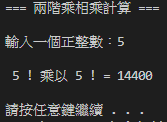 === 兩階乘相乘計算 ===
輸入一個正整數：5
5 ! 乘以 5 ! = 14400
請按任意鍵繼續 . . .